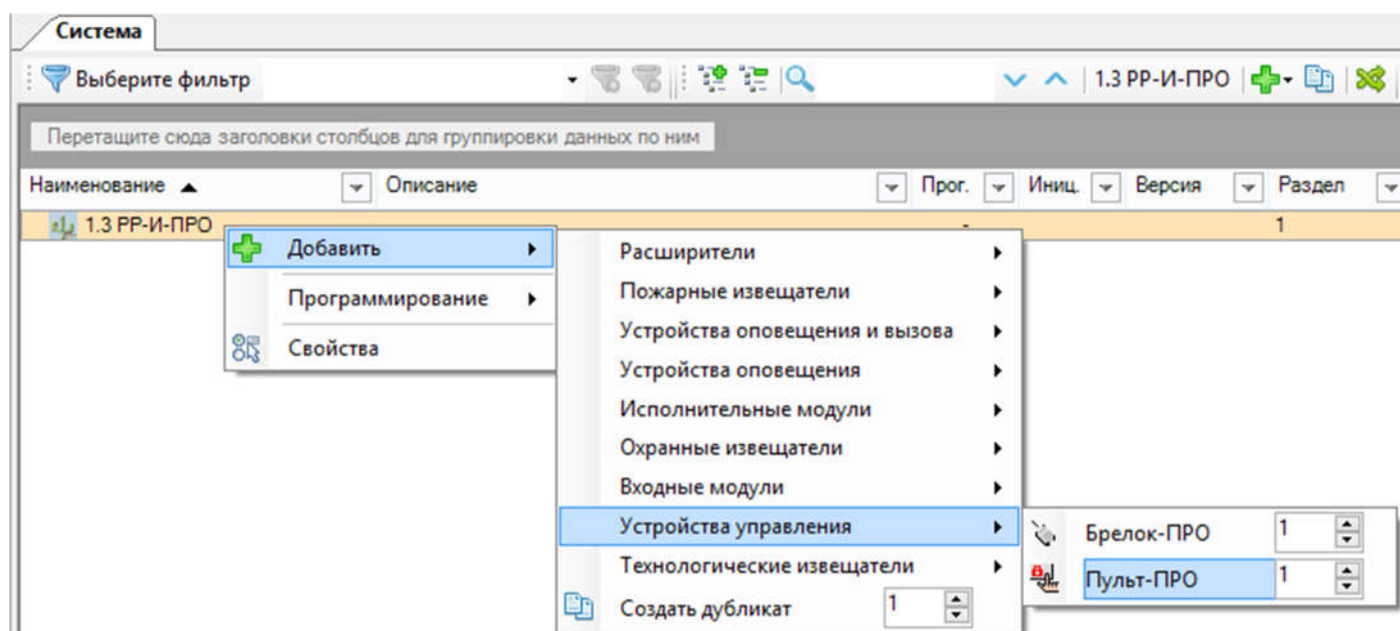 Система
Выберите фильтр 1.3 РР-И-ПРО
Перетащите сюда заголовки столбцов для группировки данных по ним
Наименование Описание Прог. Иниц. Версия Раздел
1.3 РР-И-ПРО - 1
Добавить
Программирование
Свойства
Расширители
Пожарные извещатели
Устройства оповещения и вызова
Устройства оповещения
Исполнительные модули
Охранные извещатели
Входные модули
Устройства управления
Технологические извещатели
Создать дубликат 1
Брелок-ПРО 1
Пульт-ПРО 1